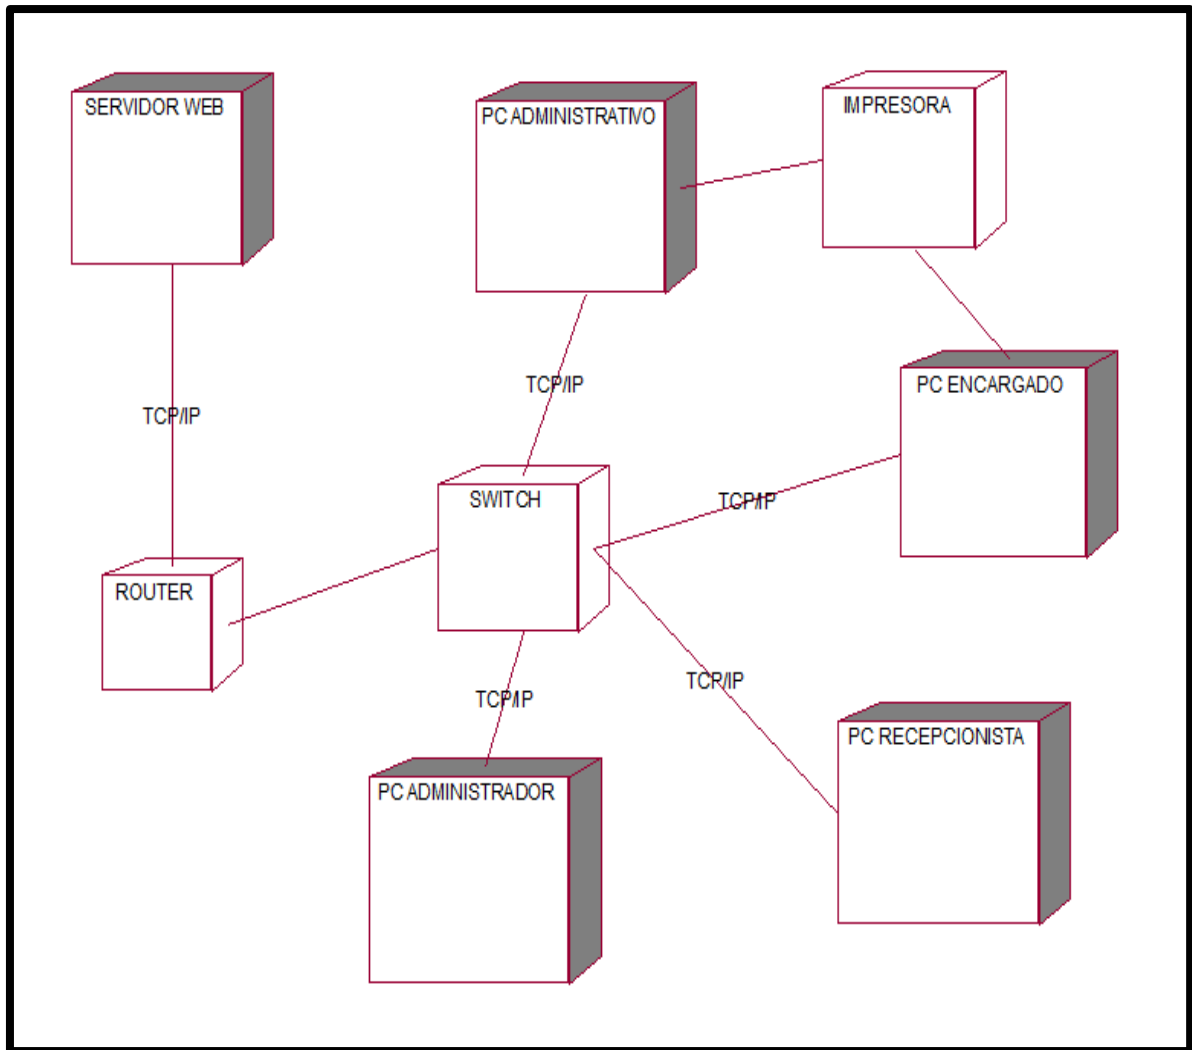 SERVIDOR WEB
PC ADMINISTRATIVO
IMPRESORA
TCP/IP
PC ENCARGADO
TCP/IP
SWITCH
TCP/IP
ROUTER
TCP/IP
TCP/IP
PC RECEPCIONISTA
PC ADMINISTRADOR